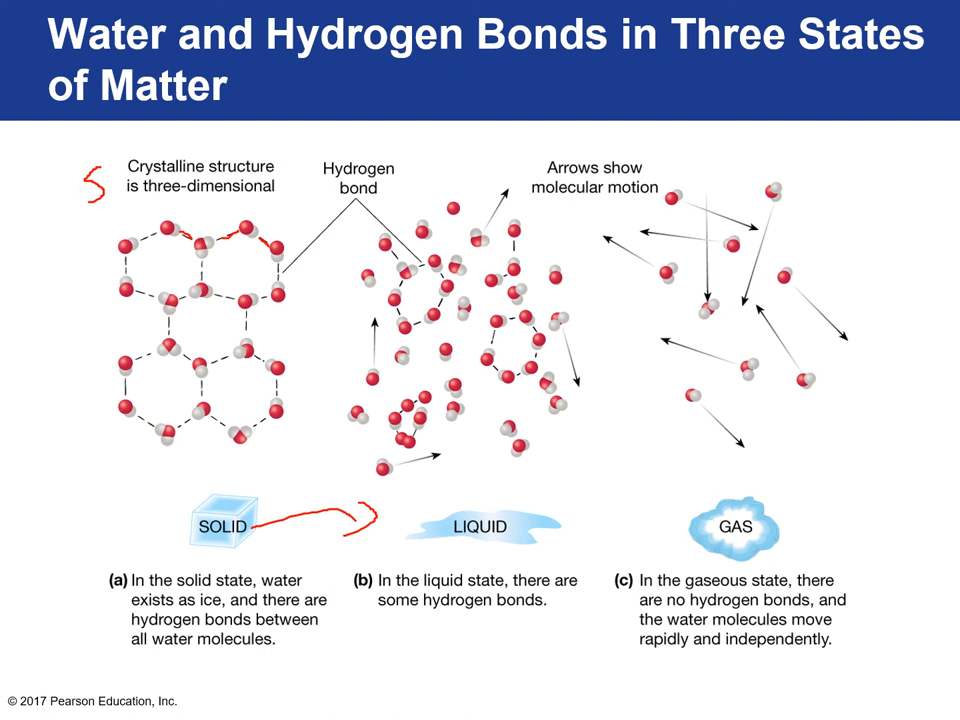 Water and Hydrogen Bonds in Three States
of Matter
S
Crystalline structure
is three-dimensional
Hydrogen
bond
Arrows show
molecular motion
SOLID
LIQUID
GAS
(a) In the solid state, water
exists as ice, and there are
hydrogen bonds between
all water molecules.
(b) In the liquid state, there are
some hydrogen bonds.
(c) In the gaseous state, there
are no hydrogen bonds, and
the water molecules move
rapidly and independently.
© 2017 Pearson Education, Inc.